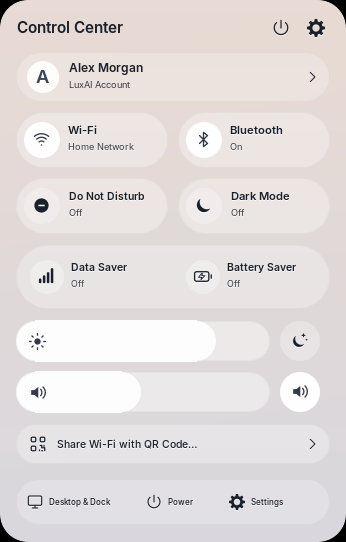 Control Center
A
Alex Morgan
LuxAI Account
Wi-Fi
Home Network
Bluetooth
On
Do Not Disturb
Off
Dark Mode
Off
Data Saver
Off
Battery Saver
Off
Share Wi-Fi with QR Code...
Desktop & Dock
Power
Settings